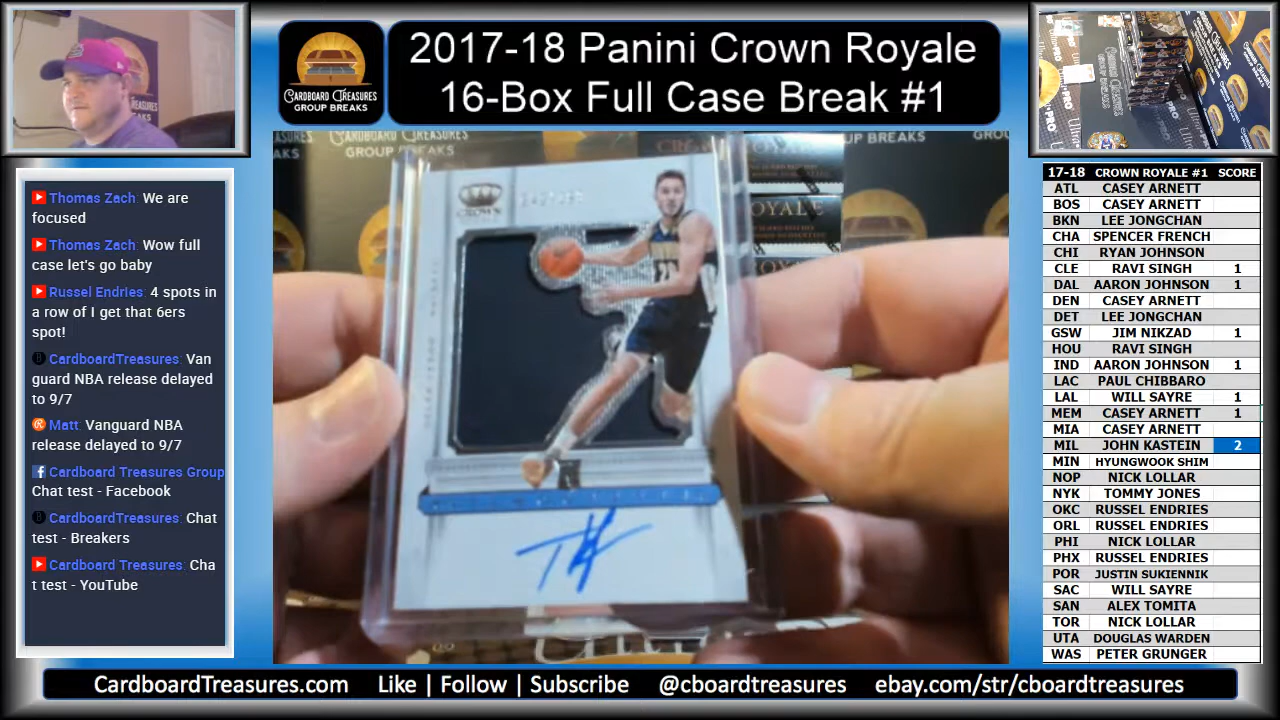 2017-18 Panini Crown Royale
16-Box Full Case Break #1
CARDBOARD TREASURES
GROUP BREAKS
Thomas Zach: We are
focused
Thomas Zach: Wow full
case let's go baby
Russel Endries: 4 spots in
a row of I get that 6ers
spot!
CardboardTreasures: Van
guard NBA release delayed
to 9/7
Matt: Vanguard NBA
release delayed to 9/7
Cardboard Treasures Group
Chat test - Facebook
CardboardTreasures: Chat
test - Breakers
Cardboard Treasures: Cha
t test - YouTube
CARDBOARD TREASURES
GROUP BREAKS
CROWN
17-18 CROWN ROYALE #1 SCORE
ATL CASEY ARNETT
BOS CASEY ARNETT
BKN LEE JONGCHAN
CHA SPENCER FRENCH
CHI RYAN JOHNSON
CLE RAVI SINGH 1
DAL AARON JOHNSON 1
DEN CASEY ARNETT
DET LEE JONGCHAN
GSW JIM NIKZAD 1
HOU RAVI SINGH
IND AARON JOHNSON 1
LAC PAUL CHIBBARO
LAL WILL SAYRE 1
MEM CASEY ARNETT 1
MIA CASEY ARNETT
MIL JOHN KASTEIN 2
MIN HYUNGWOOK SHIM
NOP NICK LOLLAR
NYK TOMMY JONES
OKC RUSSEL ENDRIES
ORL RUSSEL ENDRIES
PHI NICK LOLLAR
PHX RUSSEL ENDRIES
POR JUSTIN SUKIENNIK
SAC WILL SAYRE
SAN ALEX TOMITA
TOR NICK LOLLAR
UTA DOUGLAS WARDEN
WAS PETER GRUNGER
CardboardTreasures.com Like | Follow | Subscribe @cboardtreasures ebay.com/str/cboardtreasures